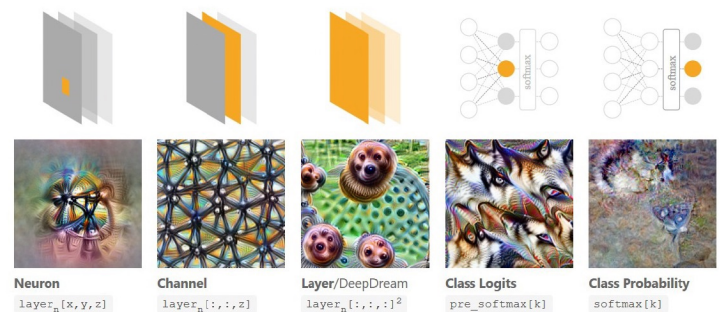 softmax
softmax
Neuron
layer_n[x,y,z]
Channel
layer_n[:,:,z]
Layer/DeepDream
layer_n[:,:,:]²
Class Logits
pre_softmax[k]
Class Probability
softmax[k]